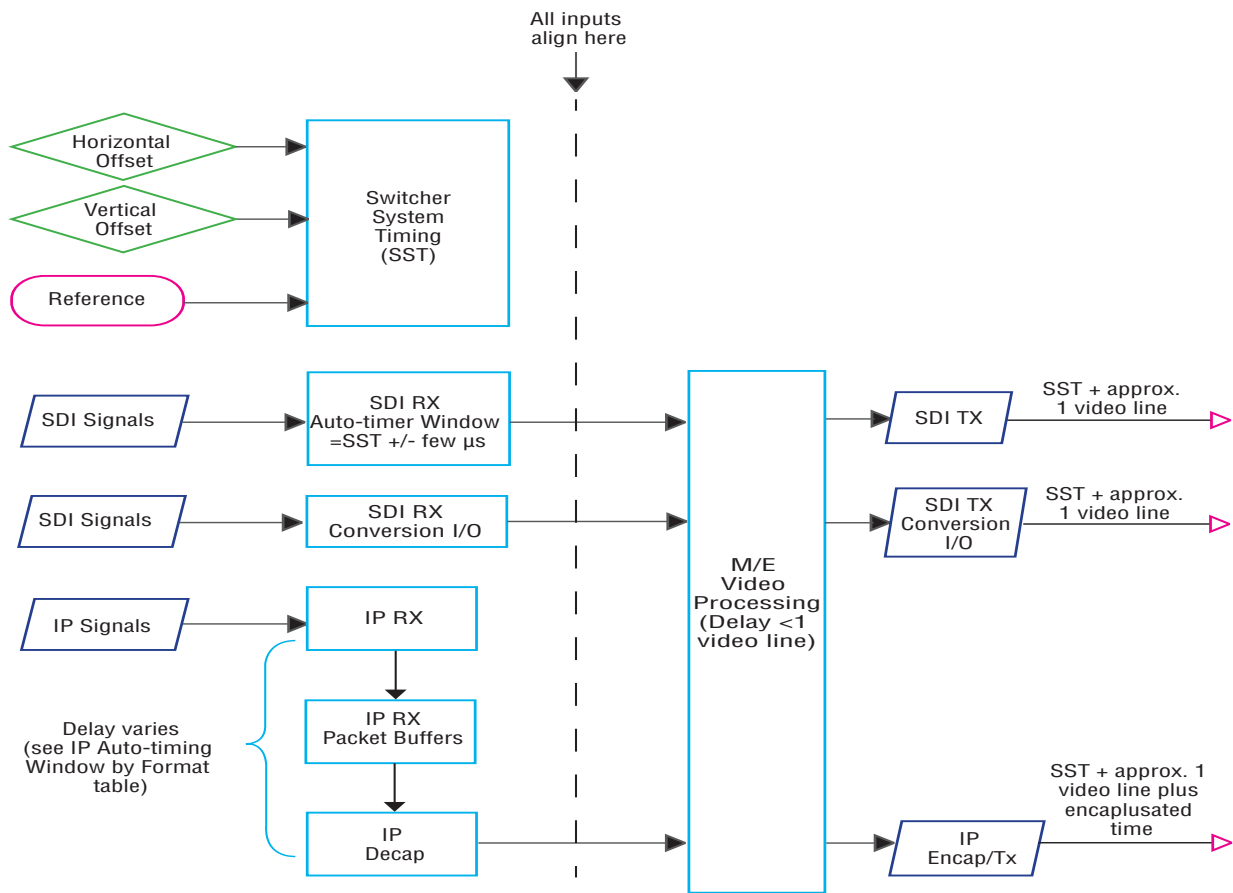 All inputs
align here
Horizontal
Offset
Vertical
Offset
Reference
Switcher
System
Timing
(SST)
SDI Signals
SDI RX
Auto-timer Window
=SST +/- few µs
SDI TX
SST + approx.
1 video line
SDI Signals
SDI RX
Conversion I/O
SDI TX
Conversion
I/O
SST + approx.
1 video line
M/E
Video
Processing
(Delay <1
video line)
IP Signals
IP RX
IP RX
Packet Buffers
Delay varies
(see IP Auto-timing
Window by Format
table)
IP
Decap
IP
Encap/Tx
SST + approx. 1
video line plus
encaplusated
time